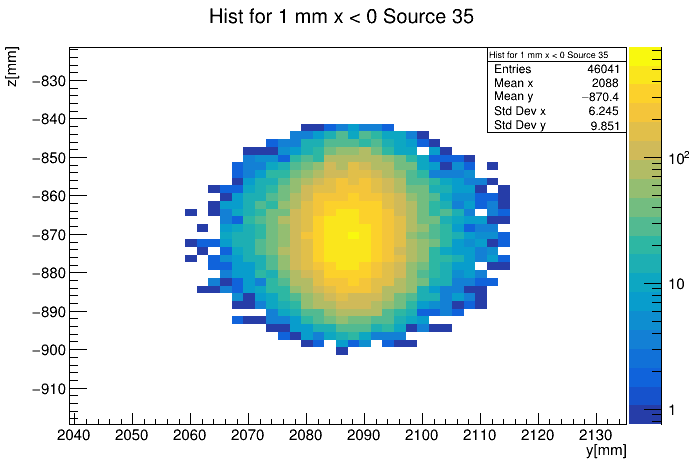 Hist for 1 mm x < 0 Source 35
z[mm]
Hist for 1 mm x < 0 Source 35
Entries 46041
Mean x 2088
Mean y −870.4
Std Dev x 6.245
Std Dev y 9.851
−830
−840
−850
−860
−870
−880
−890
−900
−910
10²
10
1
2040 2050 2060 2070 2080 2090 2100 2110 2120 2130
y[mm]